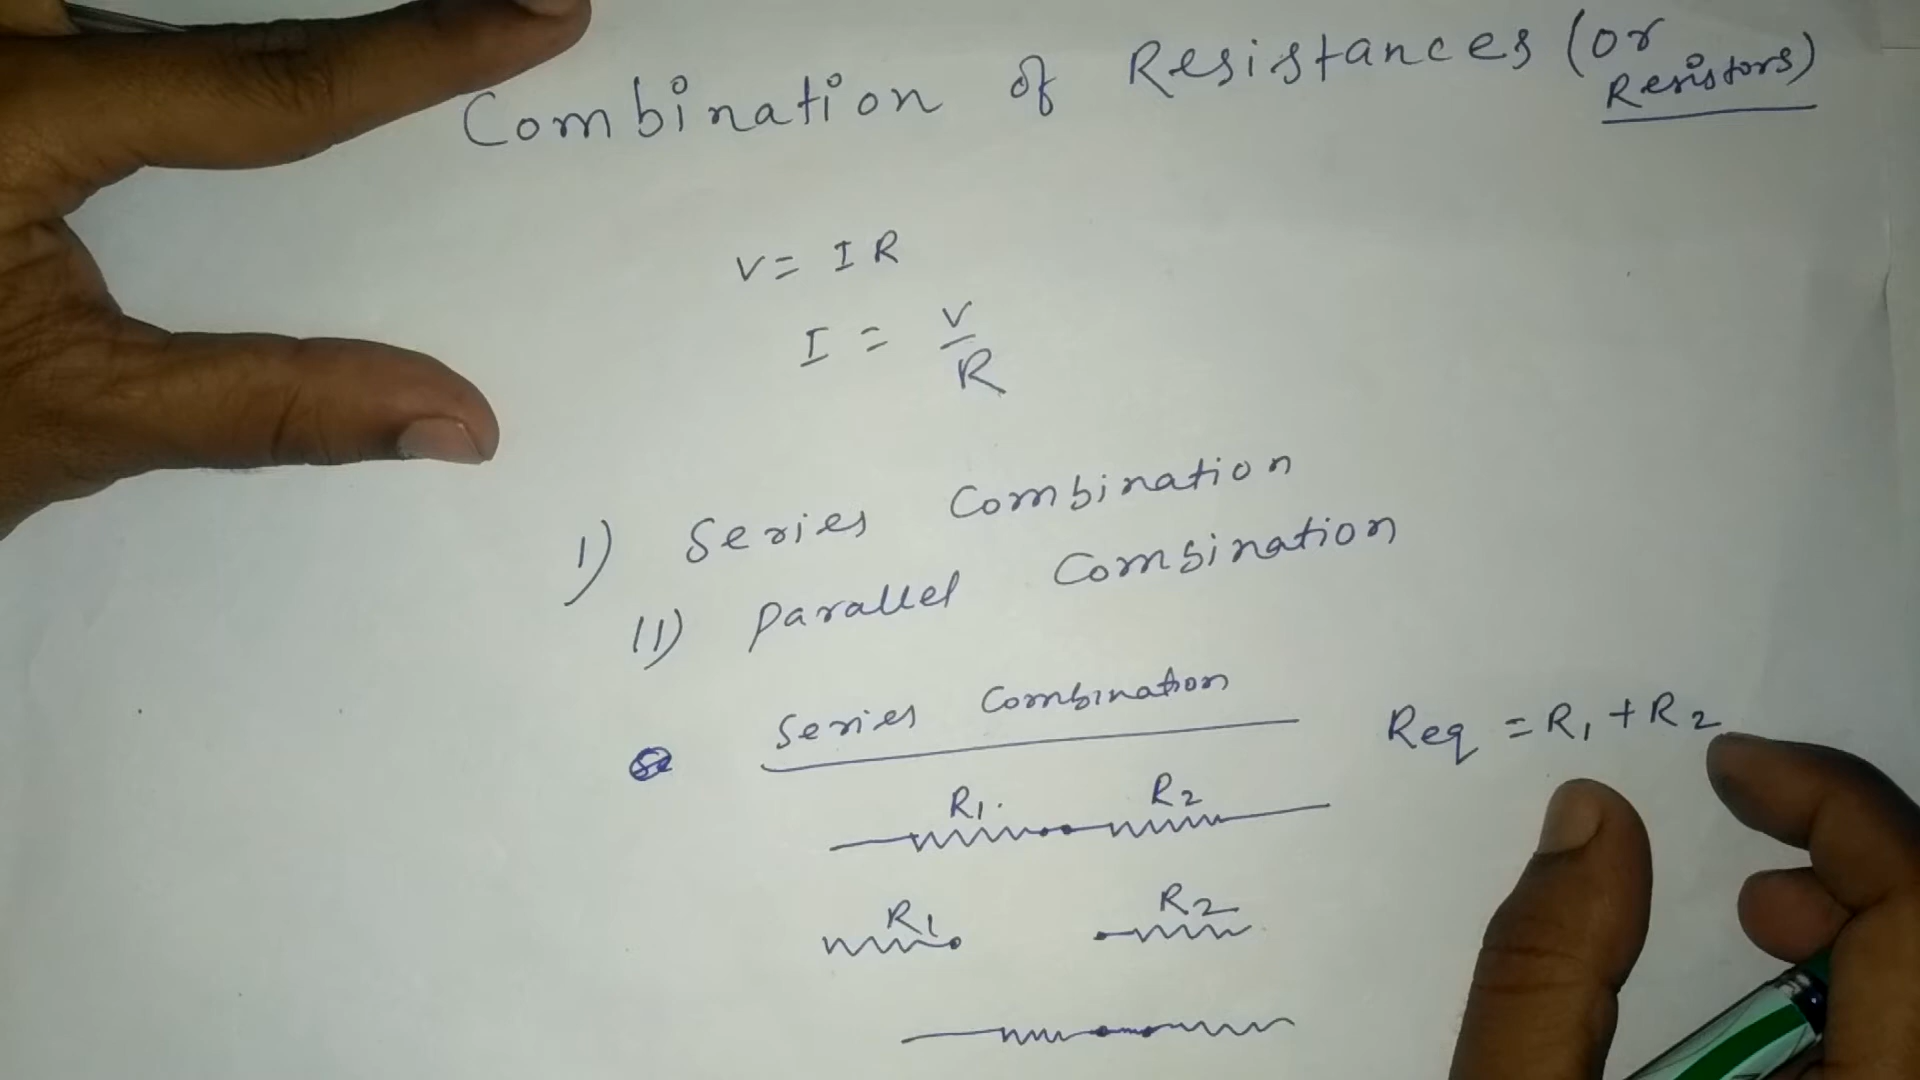 Combination of Resistances (or
Resistors)
V = I R
I = V
R
I) Series Combination
II) Parallel Combination
Series Combination
Req = R1 + R2
R1 R2
R1 R2